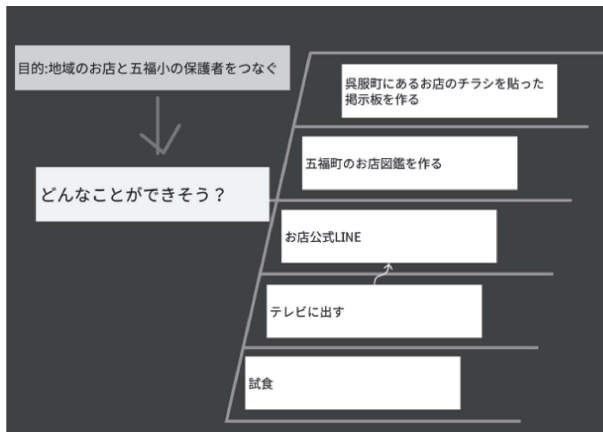 目的:地域のお店と五福小の保護者をつなぐ
どんなことができそう？
呉服町にあるお店のチラシを貼った
掲示板を作る
五福町のお店図鑑を作る
お店公式LINE
テレビに出す
試食